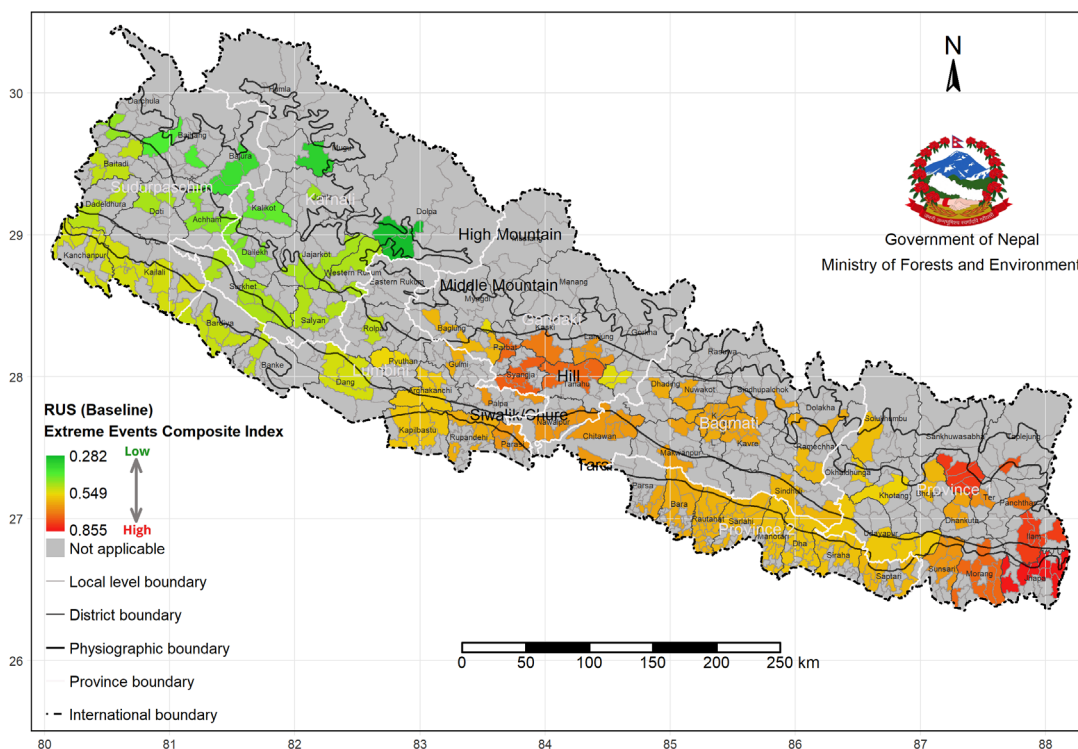 N
Government of Nepal
Ministry of Forests and Environment
30
29
28
27
26
80
81
82
83
84
85
86
87
88
Darchula
Humla
Bajhang
Mugu
Bajura
Baitadi
Sudurpaschim
Karnali
Dadeldhura
Doti
Kalikot
Dolpa
Achham
High Mountain
Mustang
Kanchanpur
Kailali
Dailekh
Jajarkot
Western Rukum
Eastern Rukum
Middle Mountain
Manang
Surkhet
Myagdi
Gandaki
Bardiya
Salyan
Rolpa
Baglung
Kaski
Lamjung
Gorkha
Parbat
Rasuwa
Banke
Lumbini
Pyuthan
Gulmi
Syangja
Hill
Tanahu
Dang
Arghakanchi
Dhading
Nuwakot
Sindhupalchok
Palpa
Siwalik/Chure
Dolakha
Kapilbastu
Rupandehi
Parasi
Nawalpur
Chitawan
Bagmati
Kavre
Ramechhap
Solukhumbu
Sankhuwasabha
Taplejung
Makwanpur
Okhaldhunga
Tarai
Parsa
Sindhuli
Khotang
Province 1
Ter
Panchthar
Bara
Rautahat
Sarlahi
Province 2
Dhankuta
Mahotari
Dha
Udayapur
Ilam
Siraha
Saptari
Sunsari
Morang
Jhapa
RUS (Baseline)
Extreme Events Composite Index
0.282 Low
0.549
0.855 High
Not applicable
Local level boundary
District boundary
Physiographic boundary
Province boundary
International boundary
0 50 100 150 200 250 km